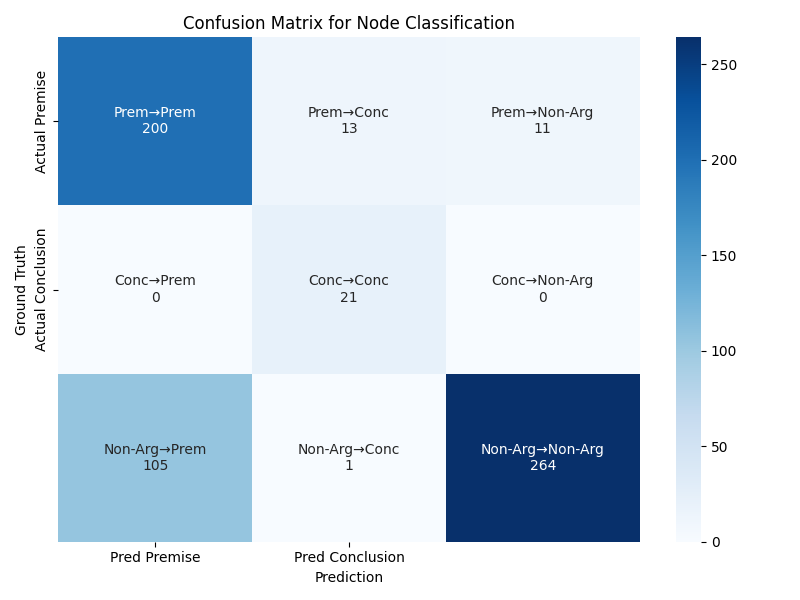 Confusion Matrix for Node Classification
Actual Premise
Prem→Prem
200
Prem→Conc
13
Prem→Non-Arg
11
Ground Truth
Actual Conclusion
Conc→Prem
0
Conc→Conc
21
Conc→Non-Arg
0
Non-Arg→Prem
105
Non-Arg→Conc
1
Non-Arg→Non-Arg
264
Pred Premise
Pred Conclusion
Prediction
250
200
150
100
50
0